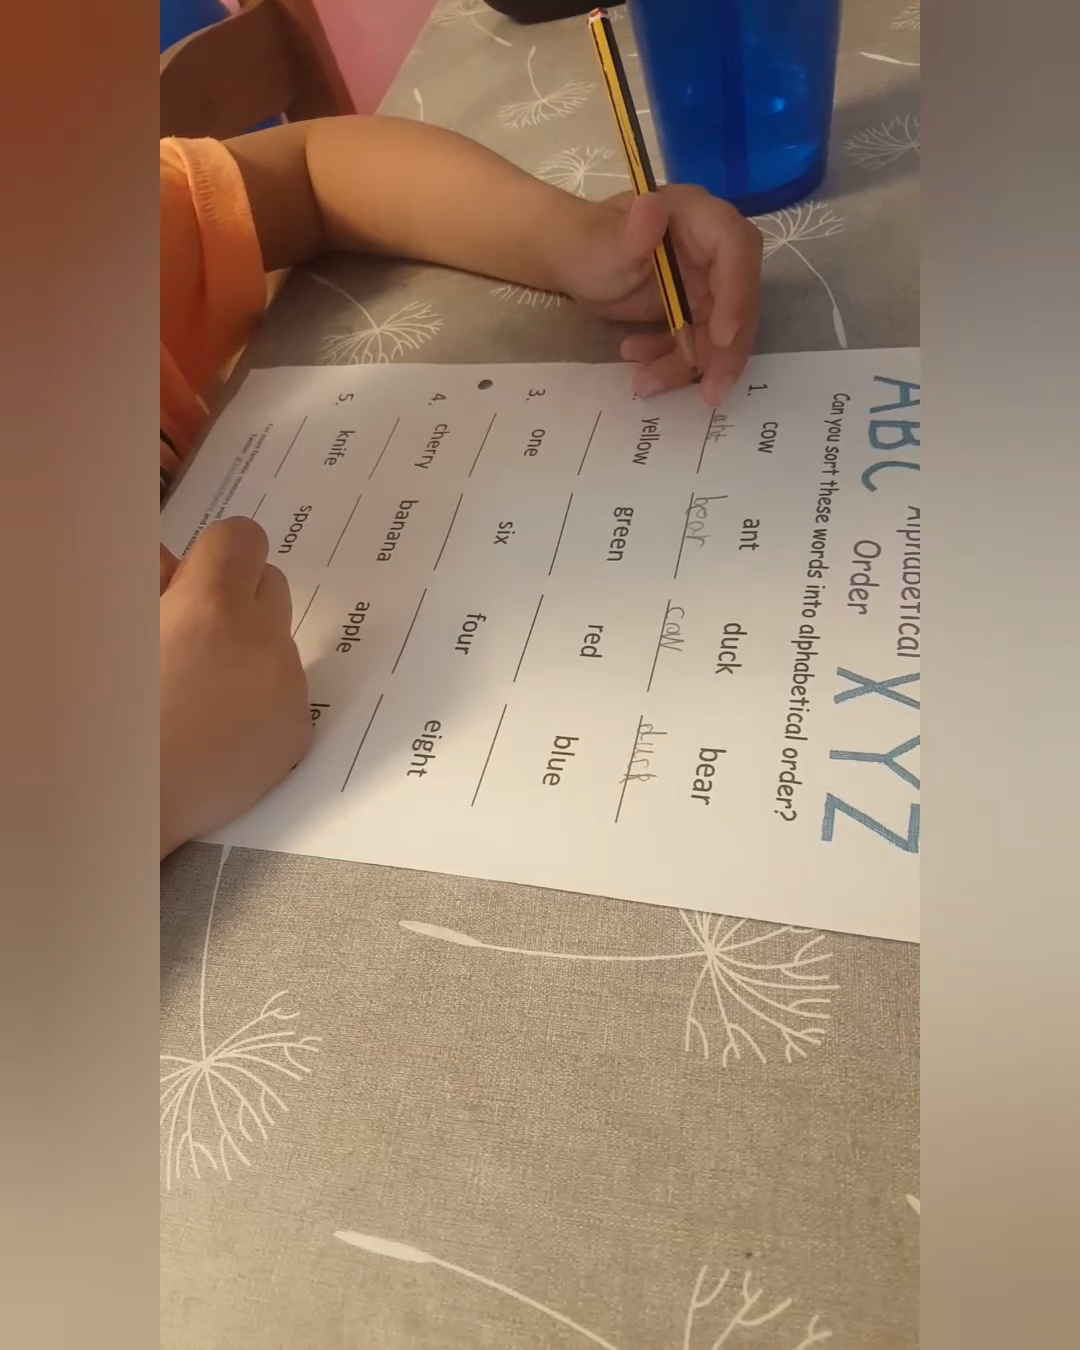 ABC Alphabetical XYZ
Order
Can you sort these words into alphabetical order?
1. cow ant duck bear
ant bear cow duck
yellow green red blue
3. one six four eight
4. cherry banana apple
5. knife spoon